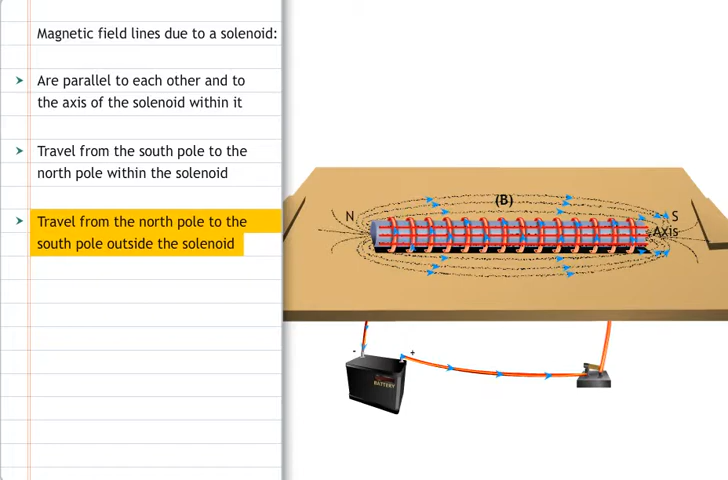 Magnetic field lines due to a solenoid:
Are parallel to each other and to
the axis of the solenoid within it
Travel from the south pole to the
north pole within the solenoid
Travel from the north pole to the
south pole outside the solenoid
(B)
N
S
Axis
- +
BATTERY